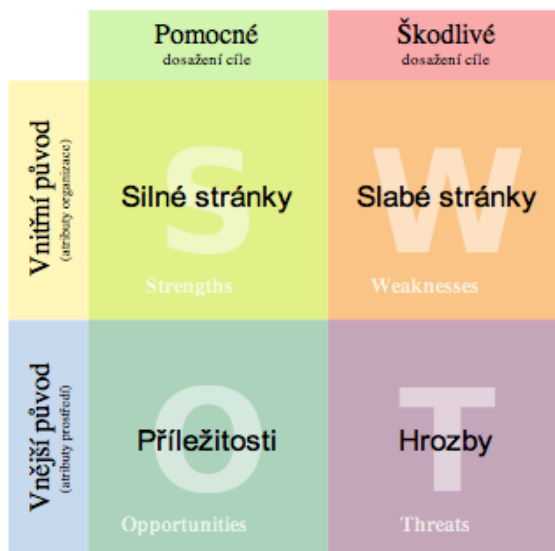 Pomocné
dosažení cíle
Škodlivé
dosažení cíle
Vnitřní původ
(atributy organizace)
S
Silné stránky
Strengths
W
Slabé stránky
Weaknesses
Vnější původ
(atributy prostředí)
O
Příležitosti
Opportunities
T
Hrozby
Threats